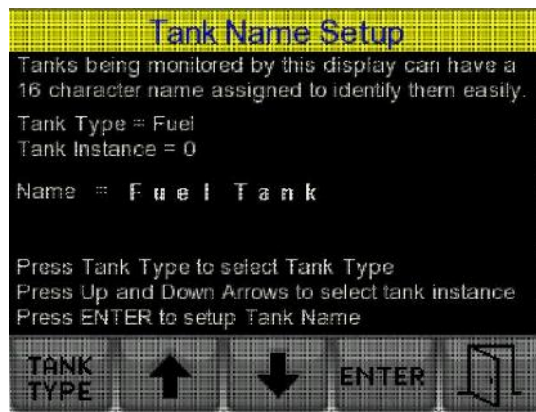 Tank Name Setup
Tanks being monitored by this display can have a
16 character name assigned to identify them easily.
Tank Type = Fuel
Tank Instance = 0
Name = Fuel Tank
Press Tank Type to select Tank Type
Press Up and Down Arrows to select tank instance
Press ENTER to setup Tank Name
TANK TYPE ENTER